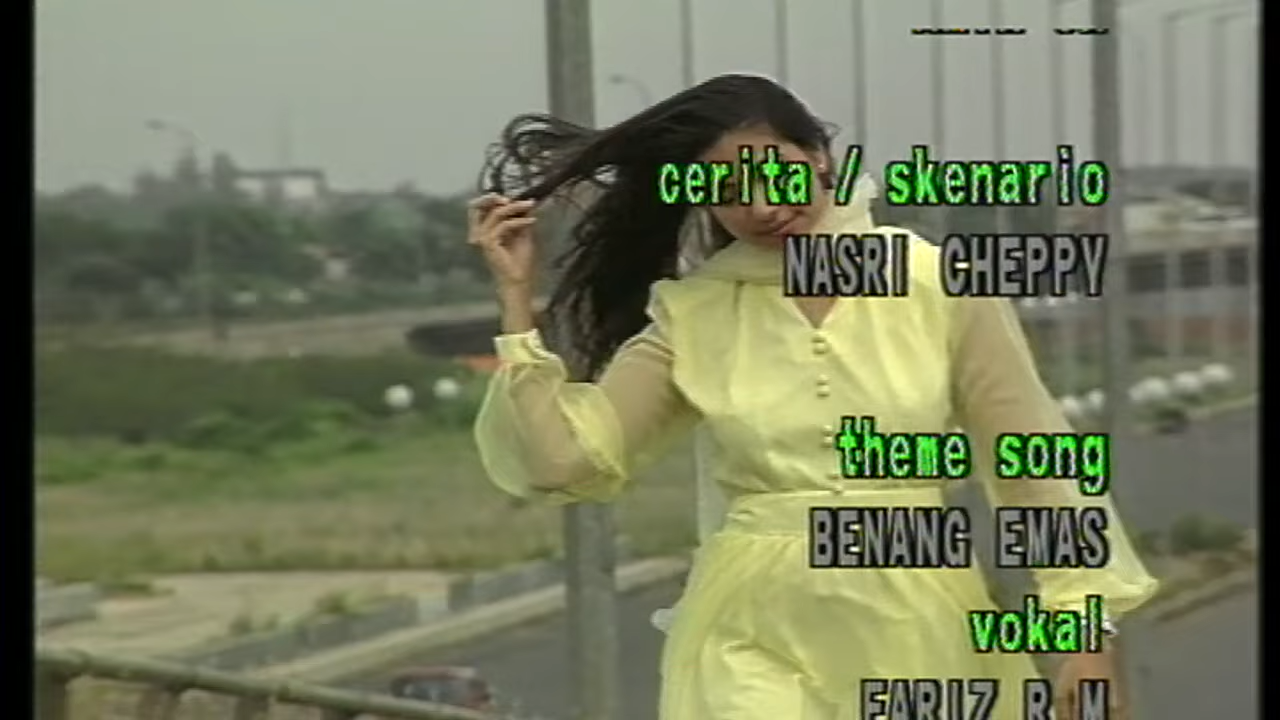 cerita / skenario
NASRI CHEPPY
theme song
BENANG EMAS
vokal
FARIZ R M